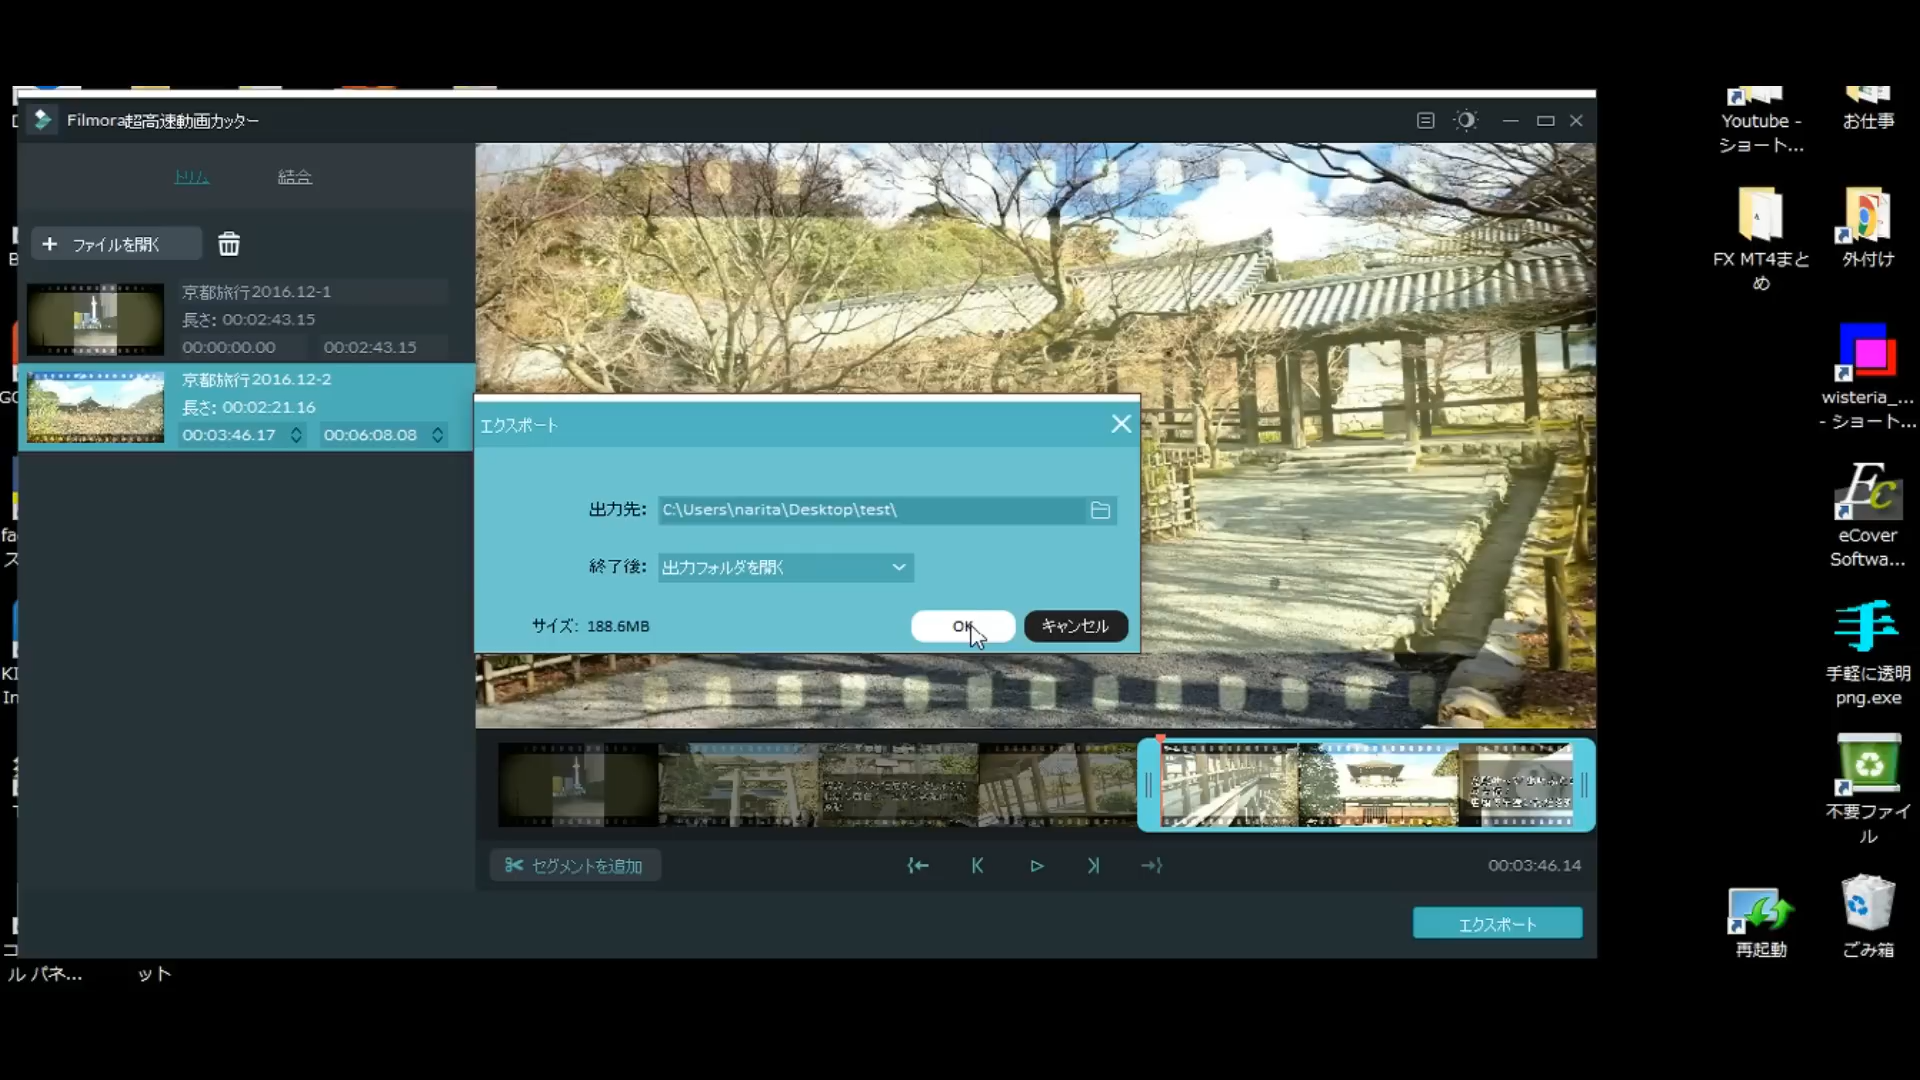 Filmora超高速動画カッター
トリム
結合
ファイルを開く
京都旅行2016.12-1
長さ: 00:02:43.15
00:00:00.00
00:02:43.15
京都旅行2016.12-2
長さ: 00:02:21.16
00:03:46.17
00:06:08.08
エクスポート
出力先:
C:\Users\narita\Desktop\test\
終了後:
出力フォルダを開く
サイズ: 188.6MB
OK
キャンセル
セグメントを追加
00:03:46.14
エクスポート
Youtube -
ショート...
お仕事
FX MT4まと
め
外付け
wisteria_...
- ショート...
eCover
Softwa...
手軽に透明
png.exe
不要ファイ
ル
再起動
ごみ箱
ル パネ...
ット